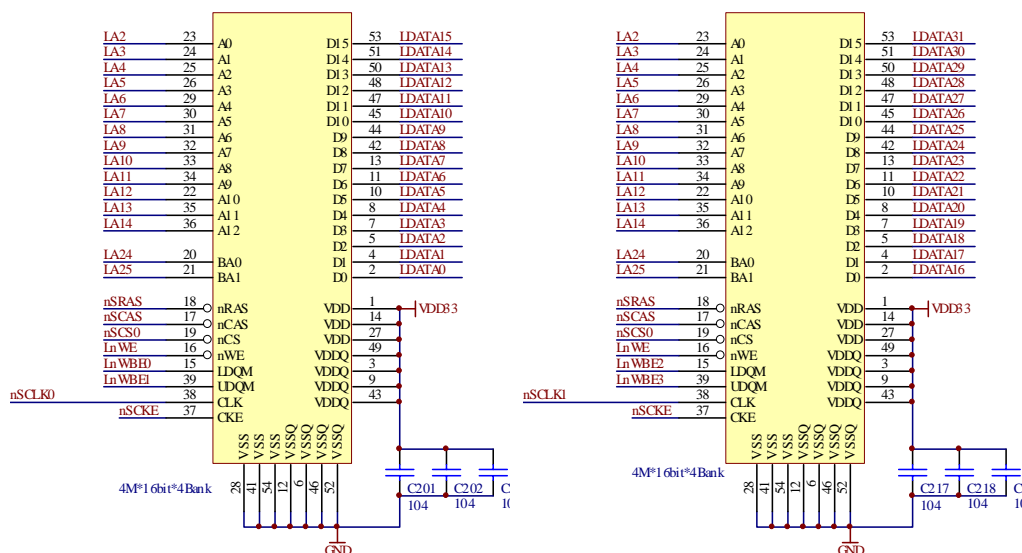 LA2 23 A0 D15 53 LDATA15
LA3 24 A1 D14 51 LDATA14
LA4 25 A2 D13 50 LDATA13
LA5 26 A3 D12 48 LDATA12
LA6 29 A4 D11 47 LDATA11
LA7 30 A5 D10 45 LDATA10
LA8 31 A6 D9 44 LDATA9
LA9 32 A7 D8 42 LDATA8
LA10 33 A8 D7 13 LDATA7
LA11 34 A9 D6 11 LDATA6
LA12 22 A10 D5 10 LDATA5
LA13 35 A11 D4 8 LDATA4
LA14 36 A12 D3 7 LDATA3
D2 5 LDATA2
LA24 20 BA0 D1 4 LDATA1
LA25 21 BA1 D0 2 LDATA0
nSRAS 18 nRAS VDD 1 VDD33
nSCAS 17 nCAS VDD 14
nSCS0 19 nCS VDD 27
LnWE 16 nWE VDDQ 49
LnWBE0 15 LDQM VDDQ 3
LnWBE1 39 UDQM VDDQ 9
nSCLK0 38 CLK VDDQ 43
nSCKE 37 CKE
VSS VSS VSS VSSQ VSSQ VSSQ VSSQ
4M*16bit*4Bank
28 41 54 12 6 46 52
C201 C202 C
104 104 10
GND
LA2 23 A0 D15 53 LDATA31
LA3 24 A1 D14 51 LDATA30
LA4 25 A2 D13 50 LDATA29
LA5 26 A3 D12 48 LDATA28
LA6 29 A4 D11 47 LDATA27
LA7 30 A5 D10 45 LDATA26
LA8 31 A6 D9 44 LDATA25
LA9 32 A7 D8 42 LDATA24
LA10 33 A8 D7 13 LDATA23
LA11 34 A9 D6 11 LDATA22
LA12 22 A10 D5 10 LDATA21
LA13 35 A11 D4 8 LDATA20
LA14 36 A12 D3 7 LDATA19
D2 5 LDATA18
LA24 20 BA0 D1 4 LDATA17
LA25 21 BA1 D0 2 LDATA16
nSRAS 18 nRAS VDD 1 VDD33
nSCAS 17 nCAS VDD 14
nSCS0 19 nCS VDD 27
LnWE 16 nWE VDDQ 49
LnWBE2 15 LDQM VDDQ 3
LnWBE3 39 UDQM VDDQ 9
nSCLK1 38 CLK VDDQ 43
nSCKE 37 CKE
VSS VSS VSS VSSQ VSSQ VSSQ VSSQ
4M*16bit*4Bank
28 41 54 12 6 46 52
C217 C218 C
104 104 10
GND